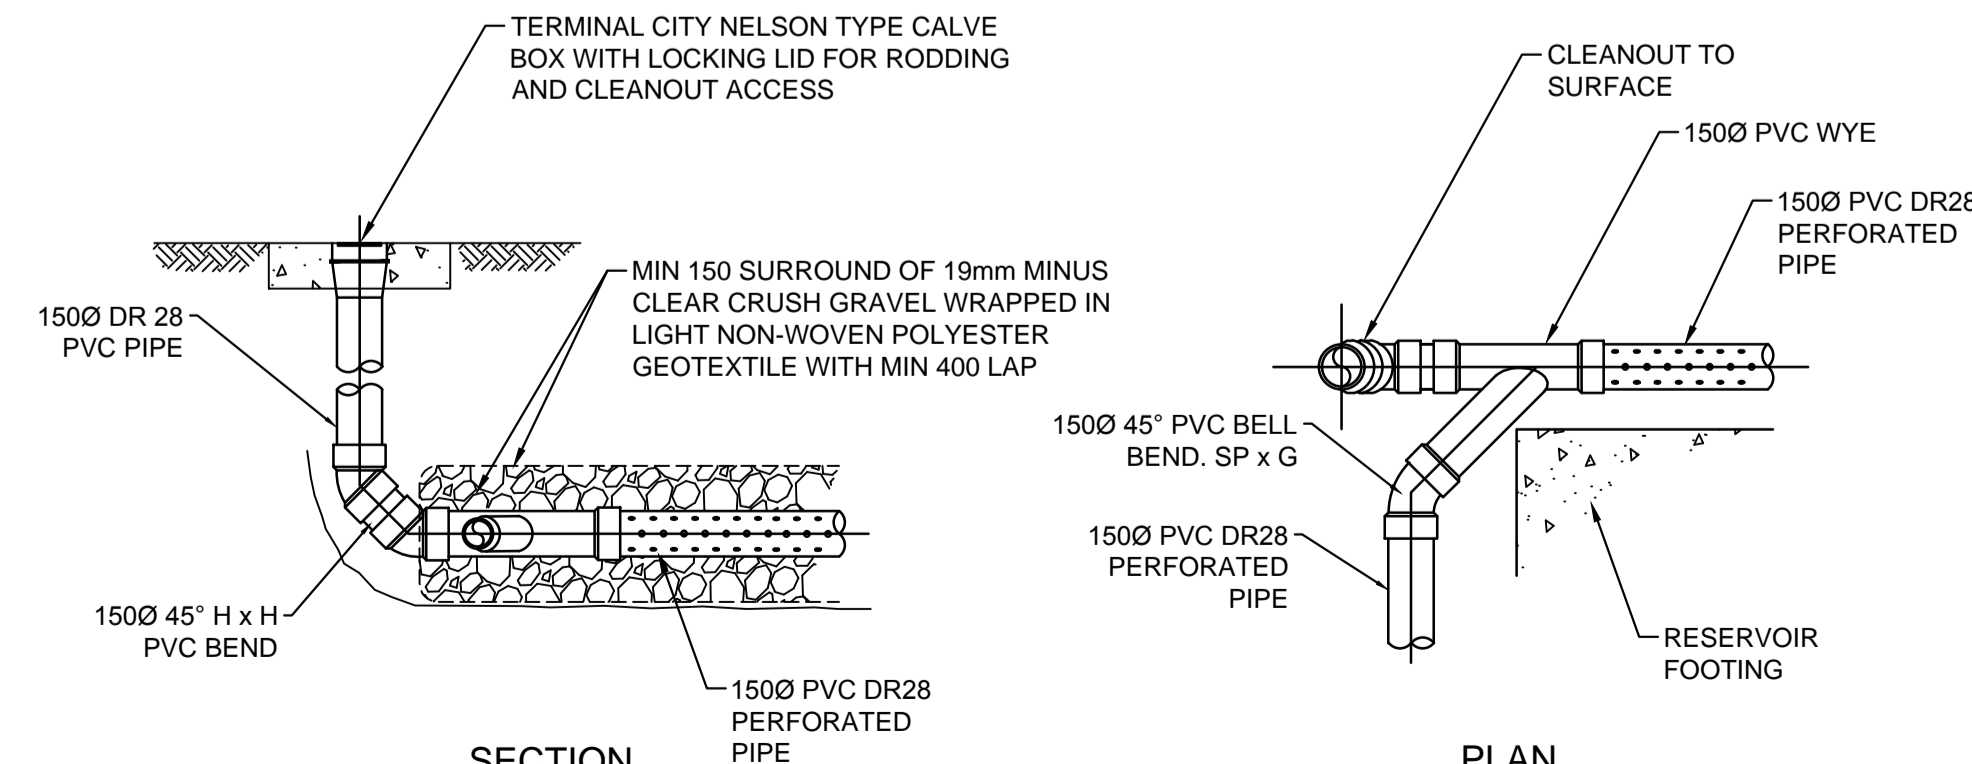 TERMINAL CITY NELSON TYPE CALVE
BOX WITH LOCKING LID FOR RODDING
AND CLEANOUT ACCESS
150Ø DR 28
PVC PIPE
MIN 150 SURROUND OF 19mm MINUS
CLEAR CRUSH GRAVEL WRAPPED IN
LIGHT NON-WOVEN POLYESTER
GEOTEXTILE WITH MIN 400 LAP
150Ø 45° H x H
PVC BEND
150Ø PVC DR28
PERFORATED
PIPE
SECTION
CLEANOUT TO
SURFACE
150Ø PVC WYE
150Ø PVC DR28
PERFORATED
PIPE
150Ø 45° PVC BELL
BEND. SP x G
150Ø PVC DR28
PERFORATED
PIPE
RESERVOIR
FOOTING
PLAN